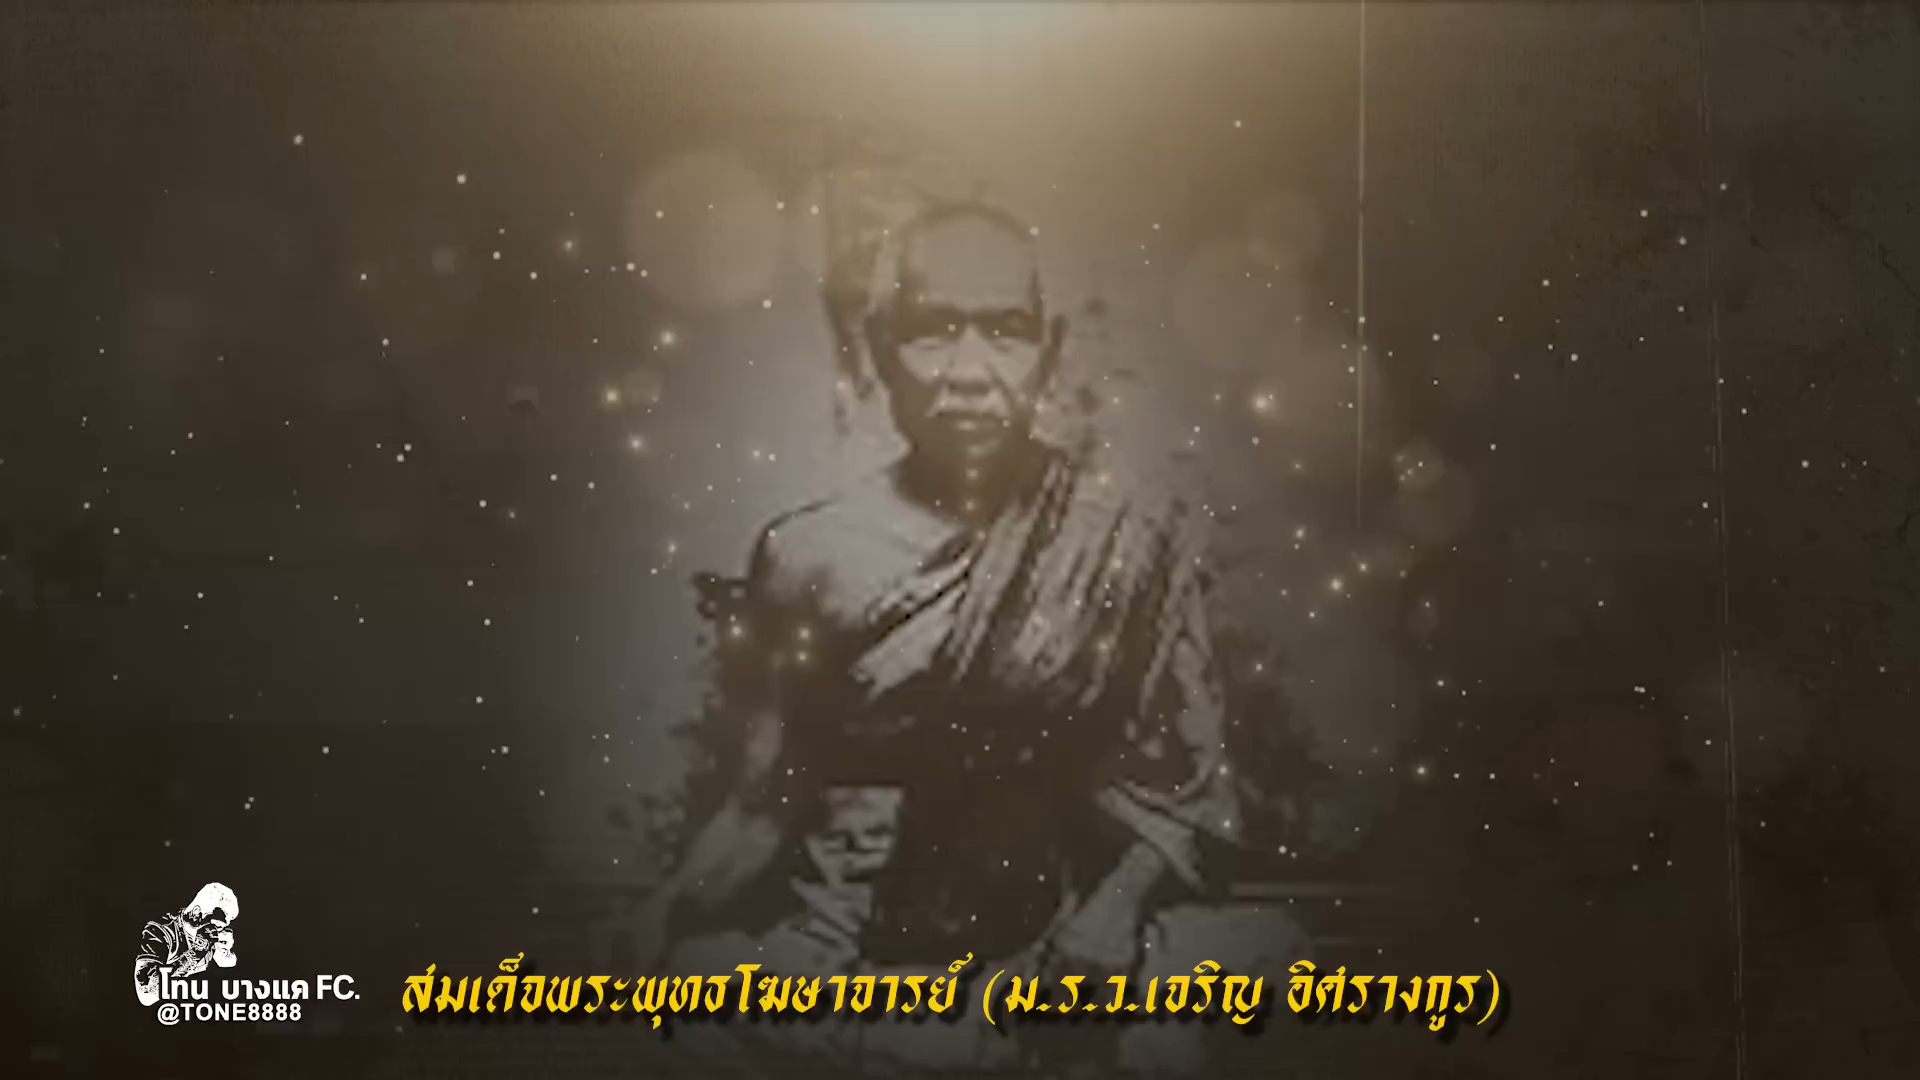 โทน บางแค FC.
@TONE8888
สมเด็จพระพุทธโฆษาจารย์ (ม.ร.ว.เจริญ อิศรางกูร)